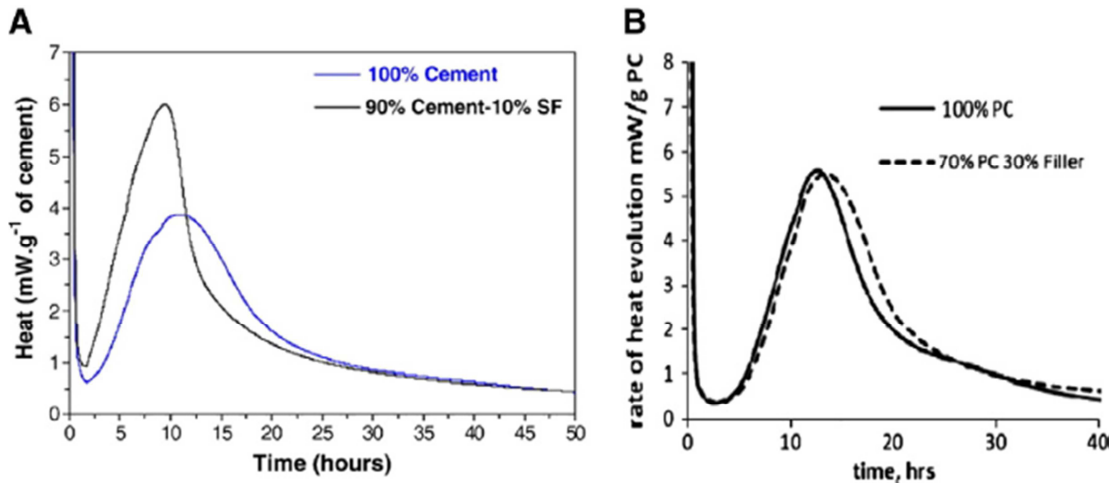 A
Heat (mW.g⁻¹ of cement)
7
6
5
4
3
2
1
0
100% Cement
90% Cement-10% SF
0 5 10 15 20 25 30 35 40 45 50
Time (hours)
B
rate of heat evolution mW/g PC
8
7
6
5
4
3
2
1
0
100% PC
70% PC 30% Filler
0 10 20 30 40
time, hrs